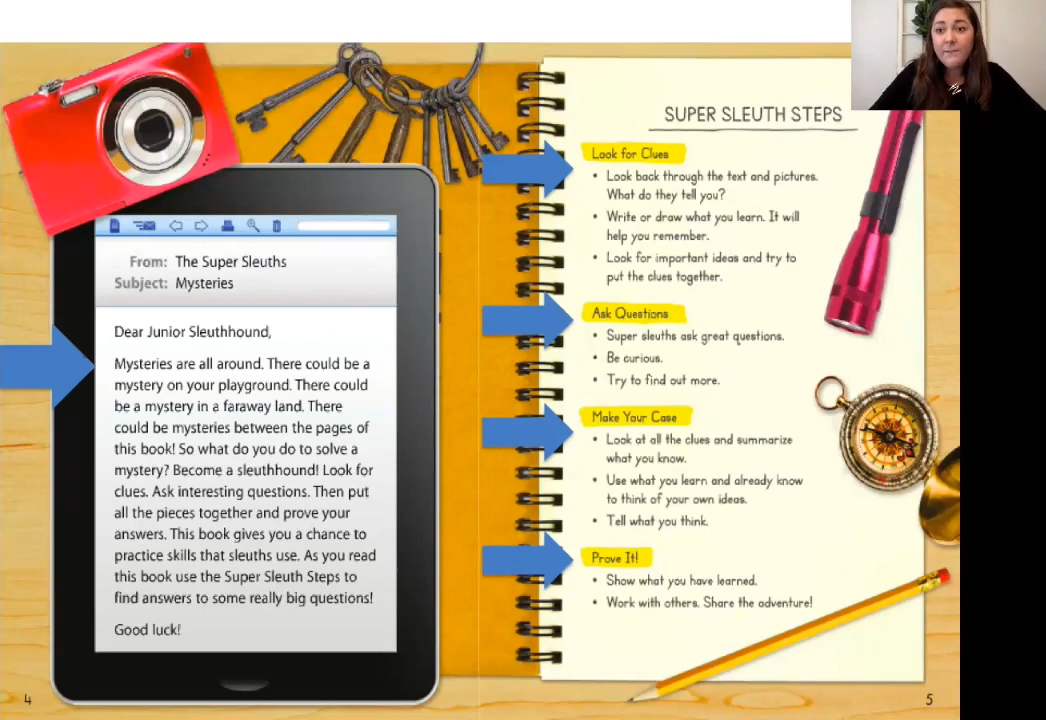 From: The Super Sleuths
Subject: Mysteries
Dear Junior Sleuthhound,
Mysteries are all around. There could be a
mystery on your playground. There could
be a mystery in a faraway land. There
could be mysteries between the pages of
this book! So what do you do to solve a
mystery? Become a sleuthhound! Look for
clues. Ask interesting questions. Then put
all the pieces together and prove your
answers. This book gives you a chance to
practice skills that sleuths use. As you read
this book use the Super Sleuth Steps to
find answers to some really big questions!
Good luck!
4
SUPER SLEUTH STEPS
Look for Clues
• Look back through the text and pictures.
What do they tell you?
• Write or draw what you learn. It will
help you remember.
• Look for important ideas and try to
put the clues together.
Ask Questions
• Super sleuths ask great questions.
• Be curious.
• Try to find out more.
Make Your Case
• Look at all the clues and summarize
what you know.
• Use what you learn and already know
to think of your own ideas.
• Tell what you think.
Prove It!
• Show what you have learned.
• Work with others. Share the adventure!
5